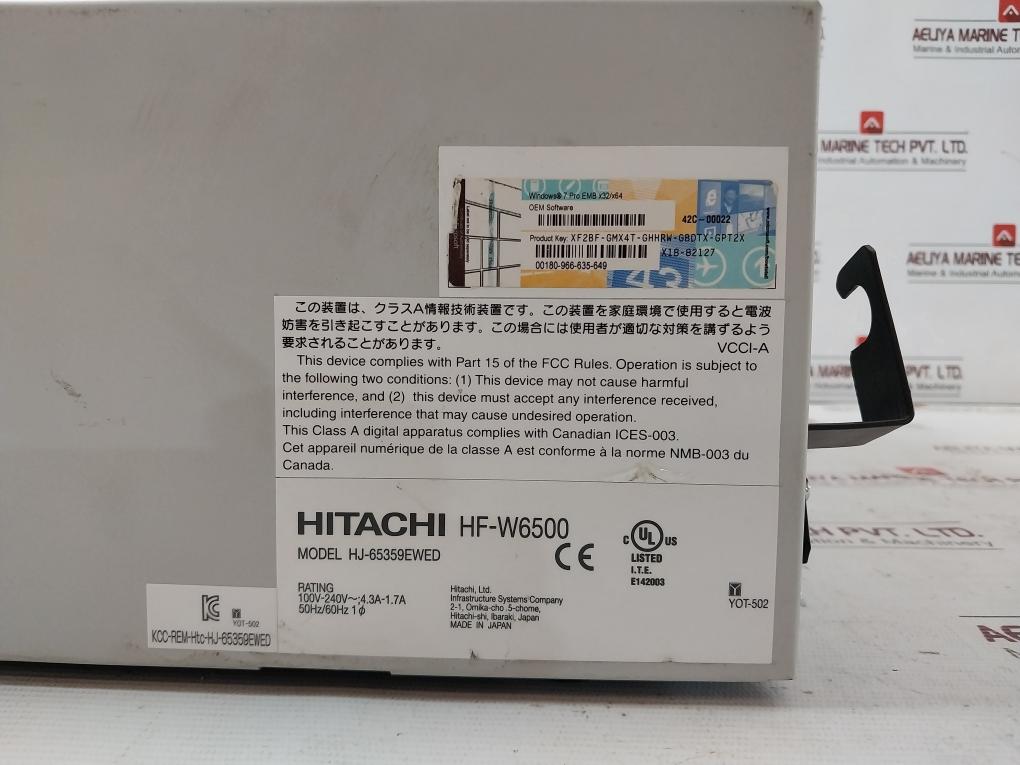 AELIYA MARINE T
Marine & Industrial Autom
MARINE TECH PVT. LTD.
Industrial Automation & Machinery
AELIYA MARINE T
Windows® 7 Pro EMB x32/x64
OEM Software
42C-00022
Product Key: XF2BF-GMX4T-GHHRW-GBDTX-GPT2X
X18-82127
00180-966-635-649
この装置は、クラスA情報技術装置です。この装置を家庭環境で使用すると電波
妨害を引き起こすことがあります。この場合には使用者が適切な対策を講ずるよう
要求されることがあります。
VCCI-A
This device complies with Part 15 of the FCC Rules. Operation is subject to
the following two conditions: (1) This device may not cause harmful
interference, and (2) this device must accept any interference received,
including interference that may cause undesired operation.
This Class A digital apparatus complies with Canadian ICES-003.
Cet appareil numérique de la classe A est conforme à la norme NMB-003 du
Canada.
HITACHI HF-W6500
MODEL HJ-65359EWED
CE
C UL US
LISTED
I.T.E.
E142003
RATING
100V-240V~;4.3A-1.7A
50Hz/60Hz 1ϕ
Hitachi, Ltd.
Infrastructure Systems Company
2-1, Omika-cho 5-chome,
Hitachi-shi, Ibaraki, Japan
MADE IN JAPAN
YOT-502
YOT-502
KCC-REM-Htc-HJ-65359EWED